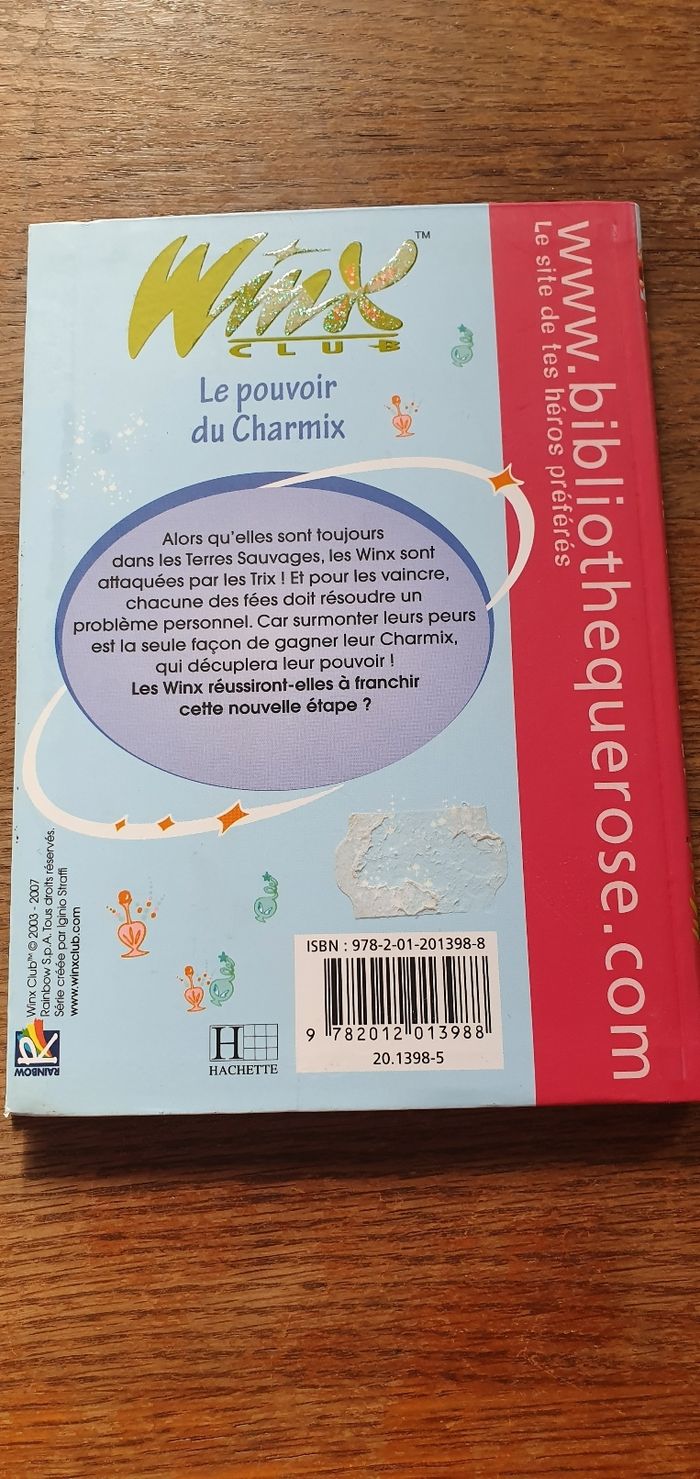 Winx™
CLUB
Le pouvoir
du Charmix
Alors qu'elles sont toujours
dans les Terres Sauvages, les Winx sont
attaquées par les Trix ! Et pour les vaincre,
chacune des fées doit résoudre un
problème personnel. Car surmonter leurs peurs
est la seule façon de gagner leur Charmix,
qui décuplera leur pouvoir !
Les Winx réussiront-elles à franchir
cette nouvelle étape ?
www.bibliothequerose.com
Le site de tes héros préférés
Winx Club™ © 2003 - 2007
Rainbow S.p.A. Tous droits réservés.
Série créée par Iginio Straffi
www.winxclub.com
R
RAINBOW
H
HACHETTE
ISBN : 978-2-01-201398-8
9 782012 013988
20.1398-5